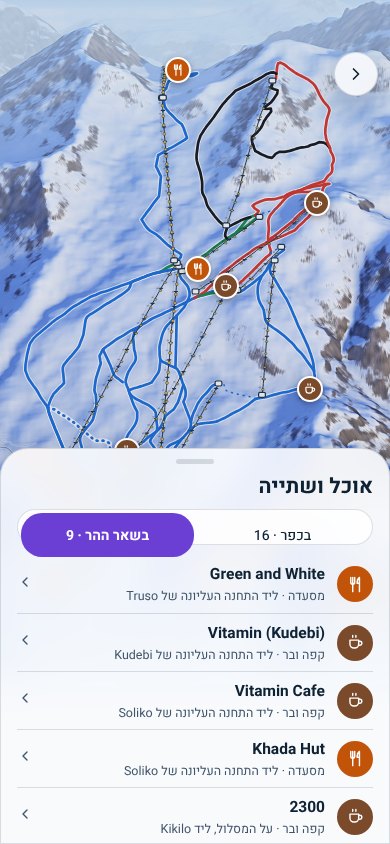 אוכל ושתייה
בכפר · 16
בשאר ההר · 9
Green and White
מסעדה · ליד התחנה העליונה של Truso
Vitamin (Kudebi)
קפה ובר · ליד התחנה העליונה של Kudebi
Vitamin Cafe
קפה ובר · ליד התחנה העליונה של Soliko
Khada Hut
מסעדה · ליד התחנה העליונה של Soliko
2300
קפה ובר · על המסלול, ליד Kikilo